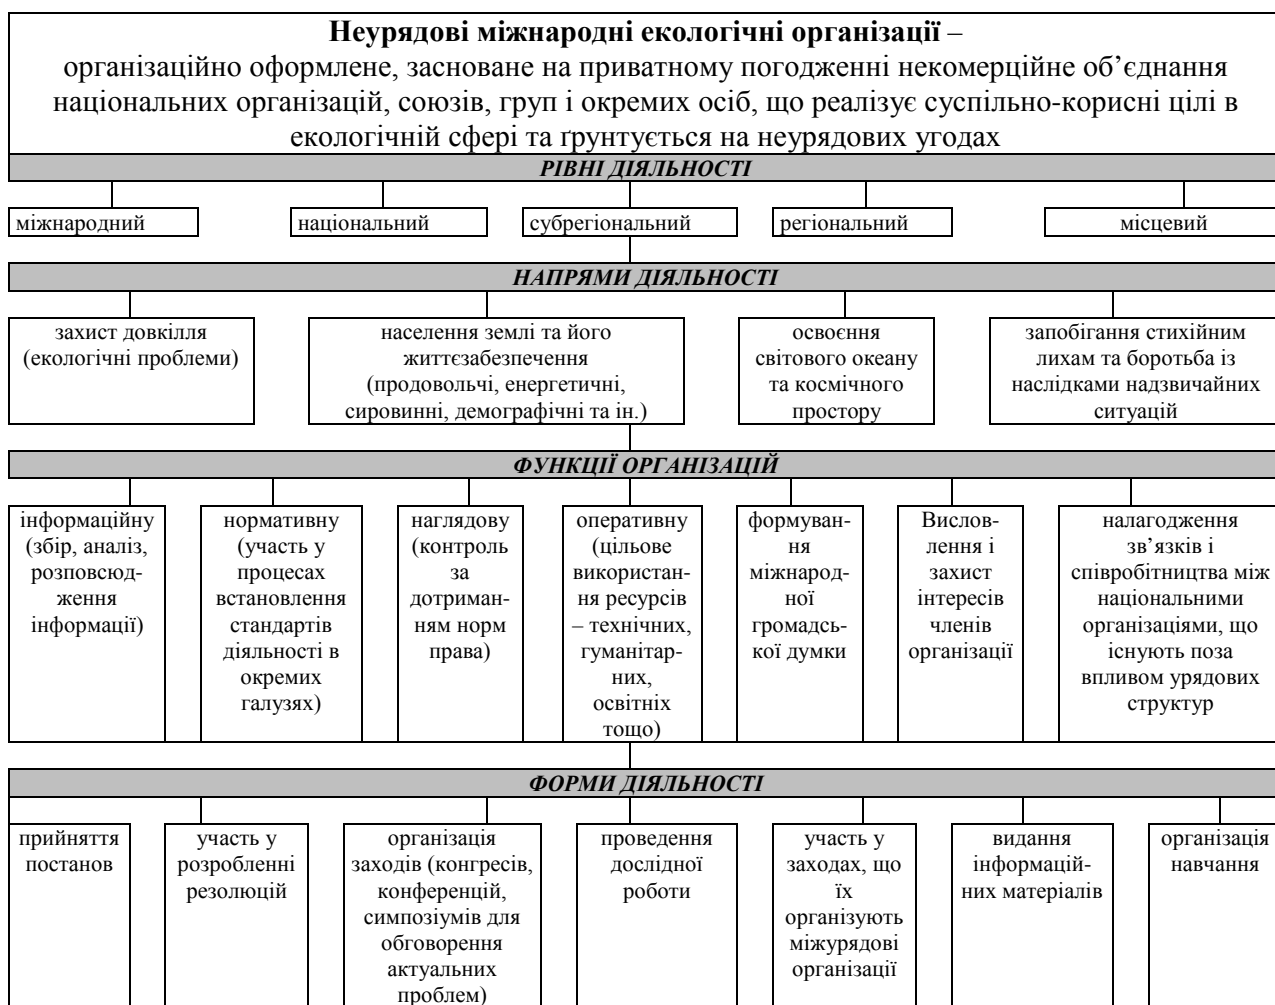 Неурядові міжнародні екологічні організації –
організаційно оформлене, засноване на приватному погодженні некомерційне об’єднання
національних організацій, союзів, груп і окремих осіб, що реалізує суспільно-корисні цілі в
екологічній сфері та ґрунтується на неурядових угодах
РІВНІ ДІЯЛЬНОСТІ
міжнародний
національний
субрегіональний
регіональний
місцевий
НАПРЯМИ ДІЯЛЬНОСТІ
захист довкілля
(екологічні проблеми)
населення землі та його
життєзабезпечення
(продовольчі, енергетичні,
сировинні, демографічні та ін.)
освоєння
світового океану
та космічного
простору
запобігання стихійним
лихам та боротьба із
наслідками надзвичайних
ситуацій
ФУНКЦІЇ ОРГАНІЗАЦІЙ
інформаційну
(збір, аналіз,
розповсюд-
ження
інформації)
нормативну
(участь у
процесах
встановлення
стандартів
діяльності в
окремих
галузях)
наглядову
(контроль
за
дотриман-
ням норм
права)
оперативну
(цільове
використан-
ня ресурсів
– технічних,
гуманітар-
них,
освітніх
тощо)
формуван-
ня
міжнарод-
ної
громадсь-
кої думки
Вислов-
лення і
захист
інтересів
членів
організації
налагодження
зв’язків і
співробітництва між
національними
організаціями, що
існують поза
впливом урядових
структур
ФОРМИ ДІЯЛЬНОСТІ
прийняття
постанов
участь у
розробленні
резолюцій
організація
заходів (конгресів,
конференцій,
симпозіумів для
обговорення
актуальних
проблем)
проведення
дослідної
роботи
участь у
заходах, що
їх
організують
міжурядові
організації
видання
інформацій-
них матеріалів
організація
навчання